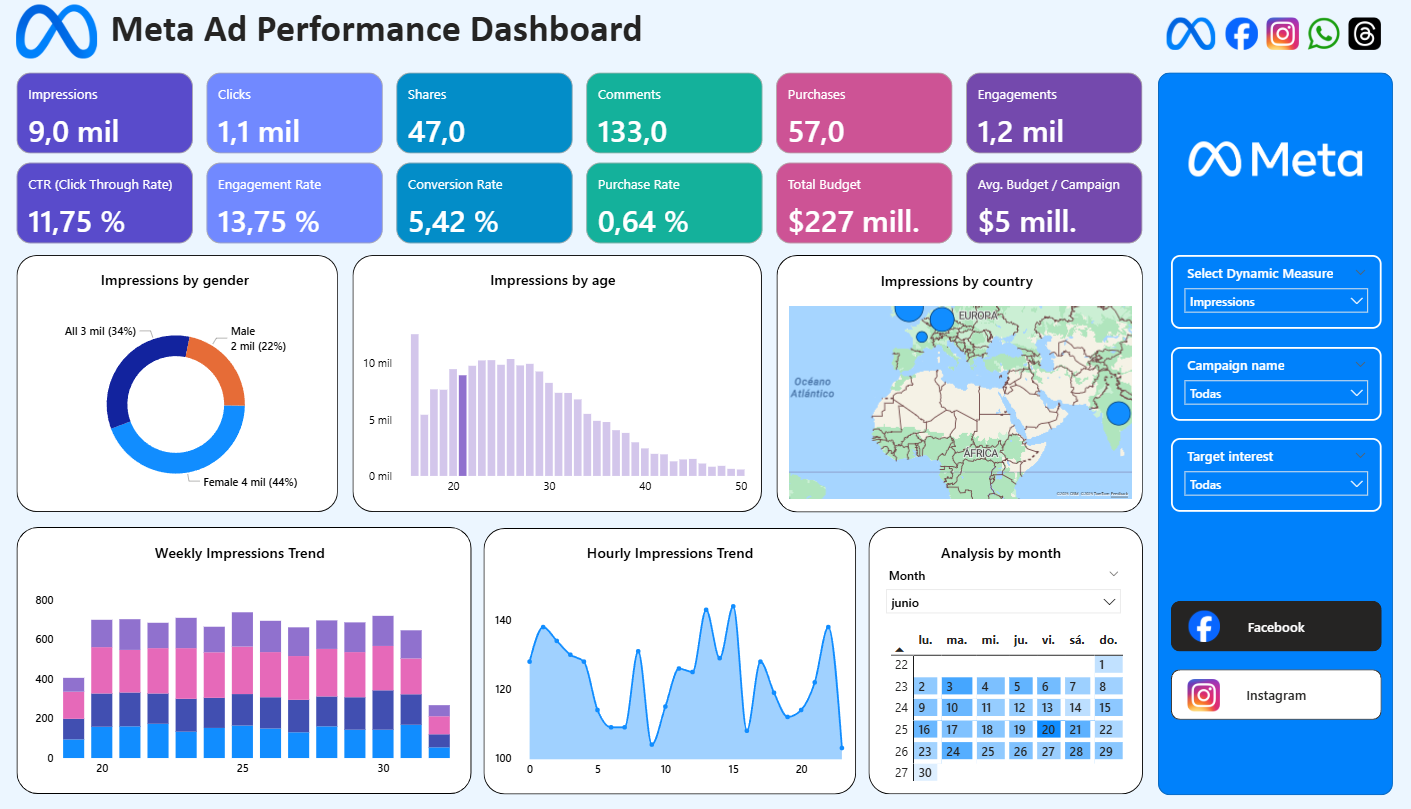 Meta Ad Performance Dashboard
Impressions
9,0 mil
Clicks
1,1 mil
Shares
47,0
Comments
133,0
Purchases
57,0
Engagements
1,2 mil
CTR (Click Through Rate)
11,75 %
Engagement Rate
13,75 %
Conversion Rate
5,42 %
Purchase Rate
0,64 %
Total Budget
$227 mill.
Avg. Budget / Campaign
$5 mill.
Meta
Select Dynamic Measure
Impressions
Campaign name
Todas
Target interest
Todas
Facebook
Instagram
Impressions by gender
All 3 mil (34%)
Male
2 mil (22%)
Female 4 mil (44%)
Impressions by age
10 mil
5 mil
0 mil
20 30 40 50
Impressions by country
EUROPA
Océano
Atlántico
ÁFRICA
Weekly Impressions Trend
800
600
400
200
0
20 25 30
Hourly Impressions Trend
140
120
100
0 5 10 15 20
Analysis by month
Month
junio
lu. ma. mi. ju. vi. sá. do.
22 1
23 2 3 4 5 6 7 8
24 9 10 11 12 13 14 15
25 16 17 18 19 20 21 22
26 23 24 25 26 27 28 29
27 30